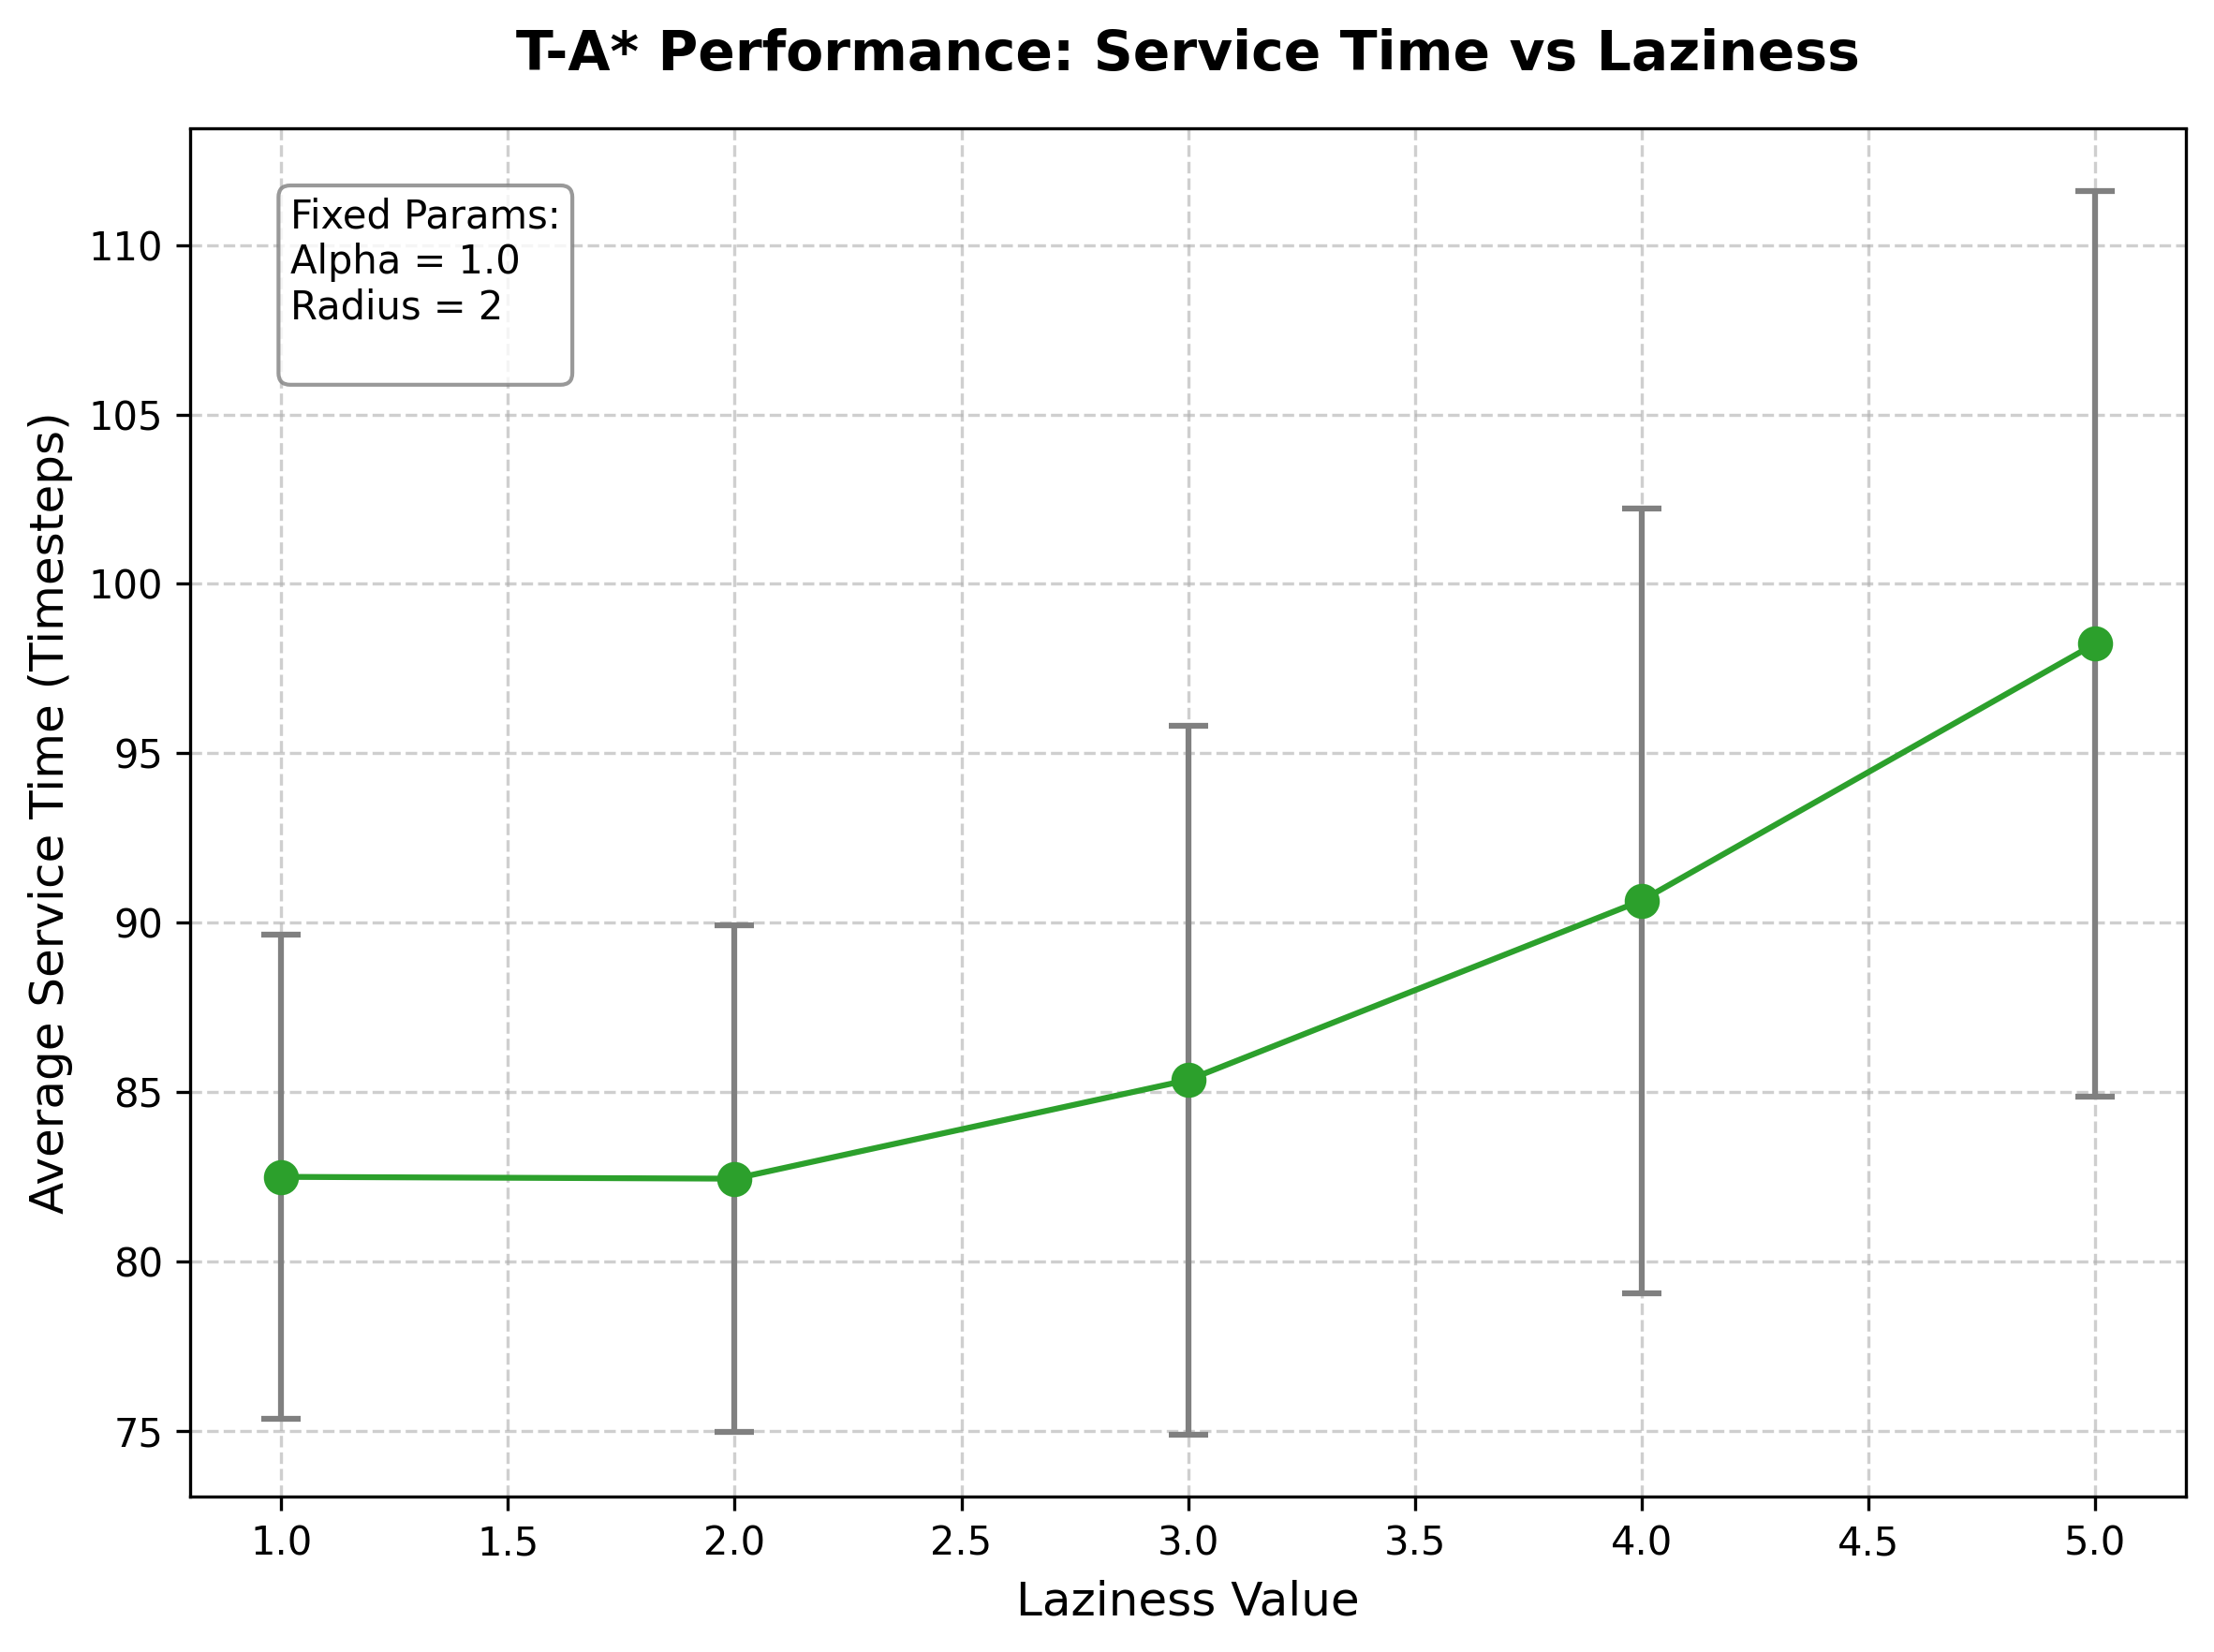 T-A* Performance: Service Time vs Laziness
Fixed Params:
Alpha = 1.0
Radius = 2
Average Service Time (Timesteps)
110
105
100
95
90
85
80
75
1.0 1.5 2.0 2.5 3.0 3.5 4.0 4.5 5.0
Laziness Value